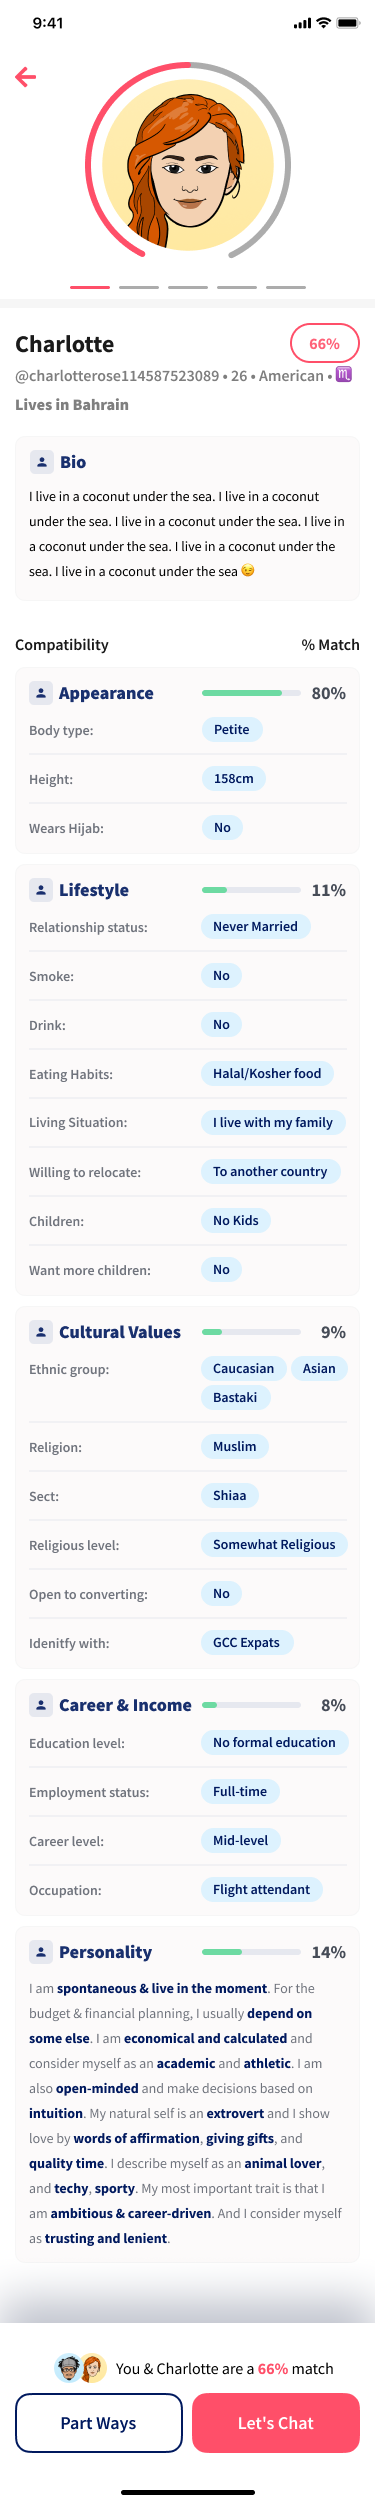 9:41
Charlotte
66%
@charlotterose114587523089 • 26 • American • ♏
Lives in Bahrain
Bio
I live in a coconut under the sea. I live in a coconut
under the sea. I live in a coconut under the sea. I live in
a coconut under the sea. I live in a coconut under the
sea. I live in a coconut under the sea 😉
Compatibility % Match
Appearance 80%
Body type: Petite
Height: 158cm
Wears Hijab: No
Lifestyle 11%
Relationship status: Never Married
Smoke: No
Drink: No
Eating Habits: Halal/Kosher food
Living Situation: I live with my family
Willing to relocate: To another country
Children: No Kids
Want more children: No
Cultural Values 9%
Ethnic group: Caucasian Asian
Bastaki
Religion: Muslim
Sect: Shiaa
Religious level: Somewhat Religious
Open to converting: No
Idenitfy with: GCC Expats
Career & Income 8%
Education level: No formal education
Employment status: Full-time
Career level: Mid-level
Occupation: Flight attendant
Personality 14%
I am spontaneous & live in the moment. For the
budget & financial planning, I usually depend on
some else. I am economical and calculated and
consider myself as an academic and athletic. I am
also open-minded and make decisions based on
intuition. My natural self is an extrovert and I show
love by words of affirmation, giving gifts, and
quality time. I describe myself as an animal lover,
and techy, sporty. My most important trait is that I
am ambitious & career-driven. And I consider myself
as trusting and lenient.
You & Charlotte are a 66% match
Part Ways
Let's Chat